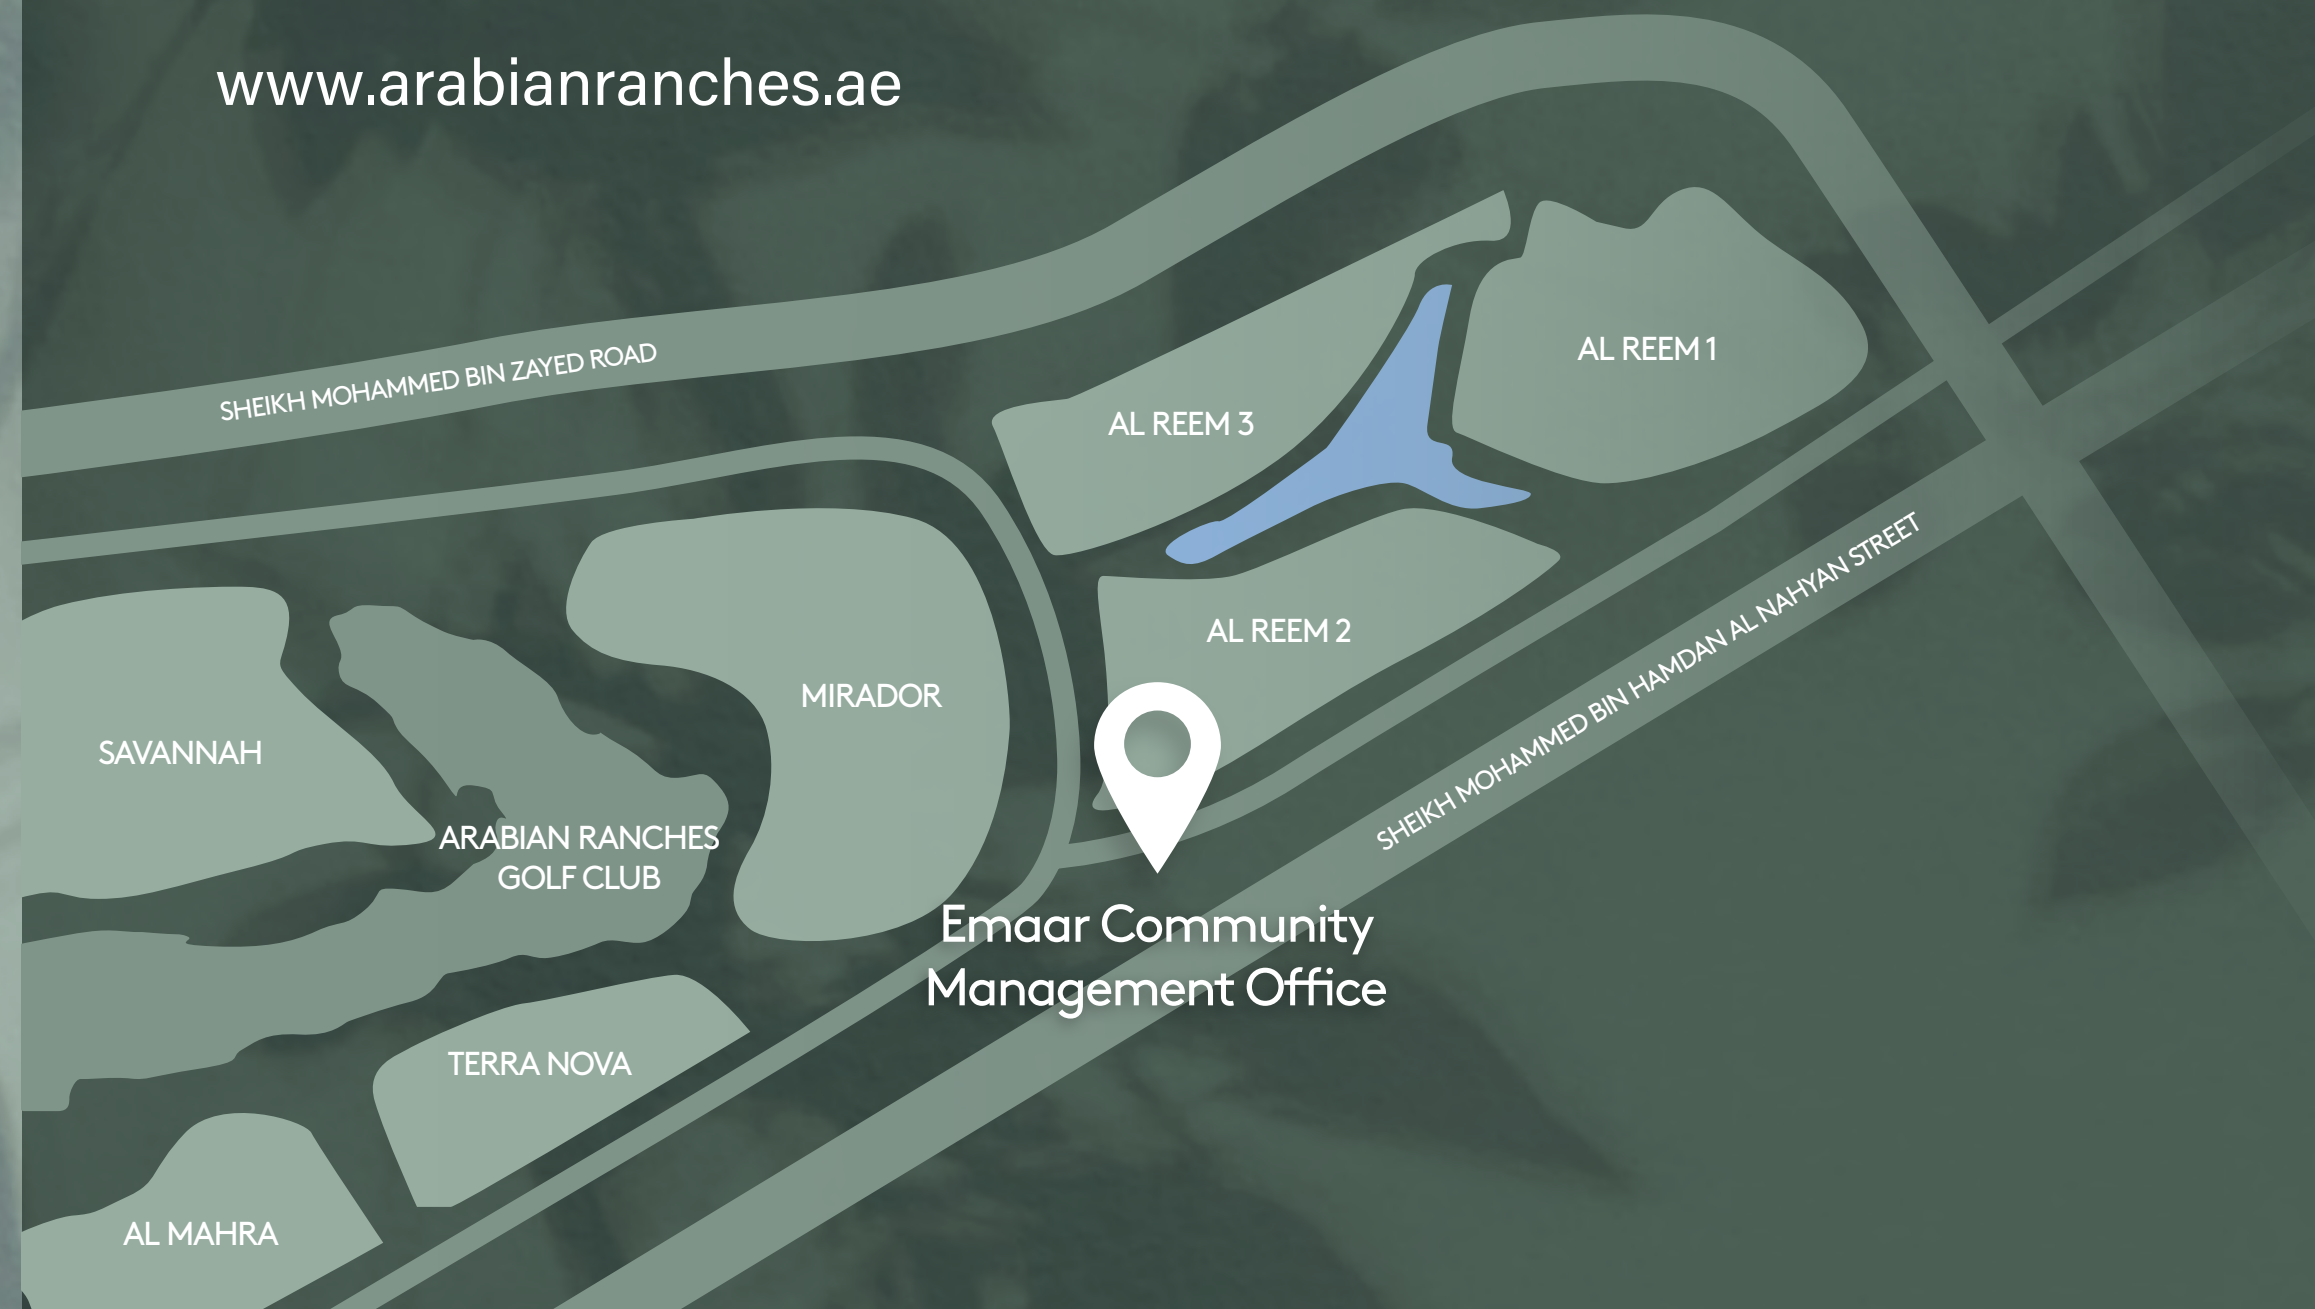 www.arabianranches.ae
SHEIKH MOHAMMED BIN ZAYED ROAD
AL REEM 1
AL REEM 3
AL REEM 2
SHEIKH MOHAMMED BIN HAMDAN AL NAHYAN STREET
MIRADOR
SAVANNAH
ARABIAN RANCHES
GOLF CLUB
Emaar Community
Management Office
TERRA NOVA
AL MAHRA